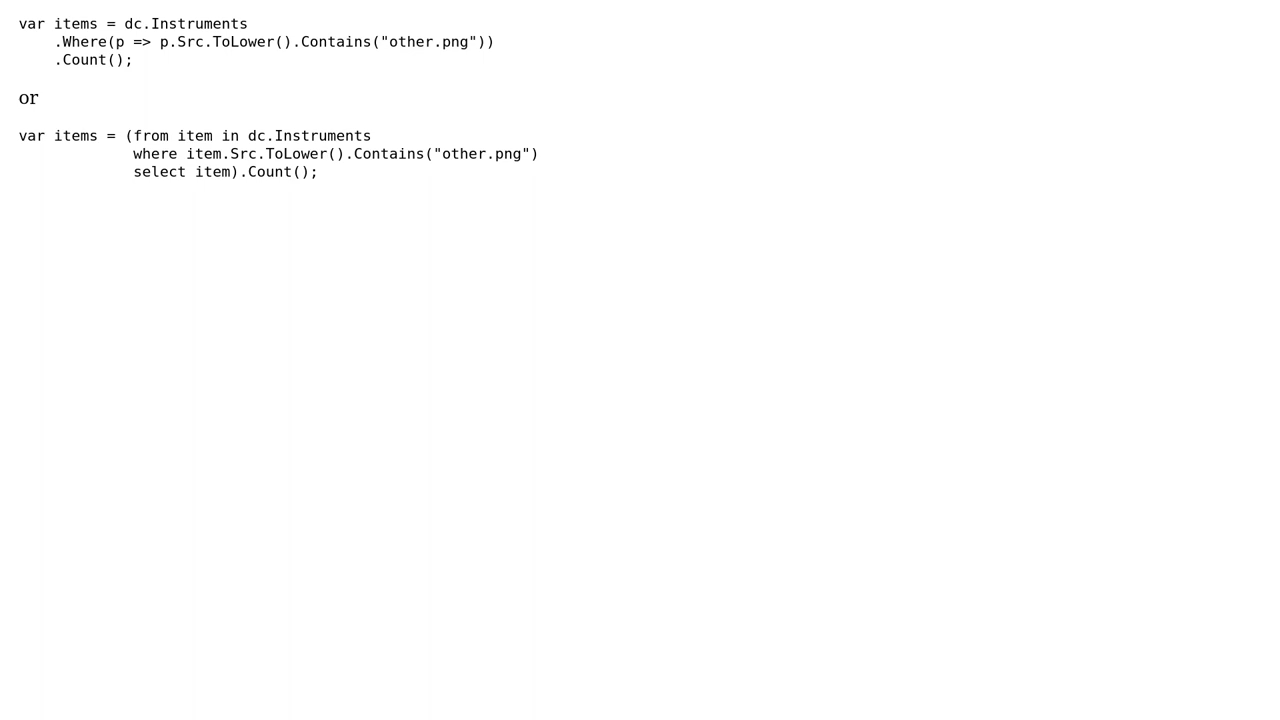 var items = dc.Instruments
    .Where(p => p.Src.ToLower().Contains("other.png"))
    .Count();
or
var items = (from item in dc.Instruments
             where item.Src.ToLower().Contains("other.png")
             select item).Count();